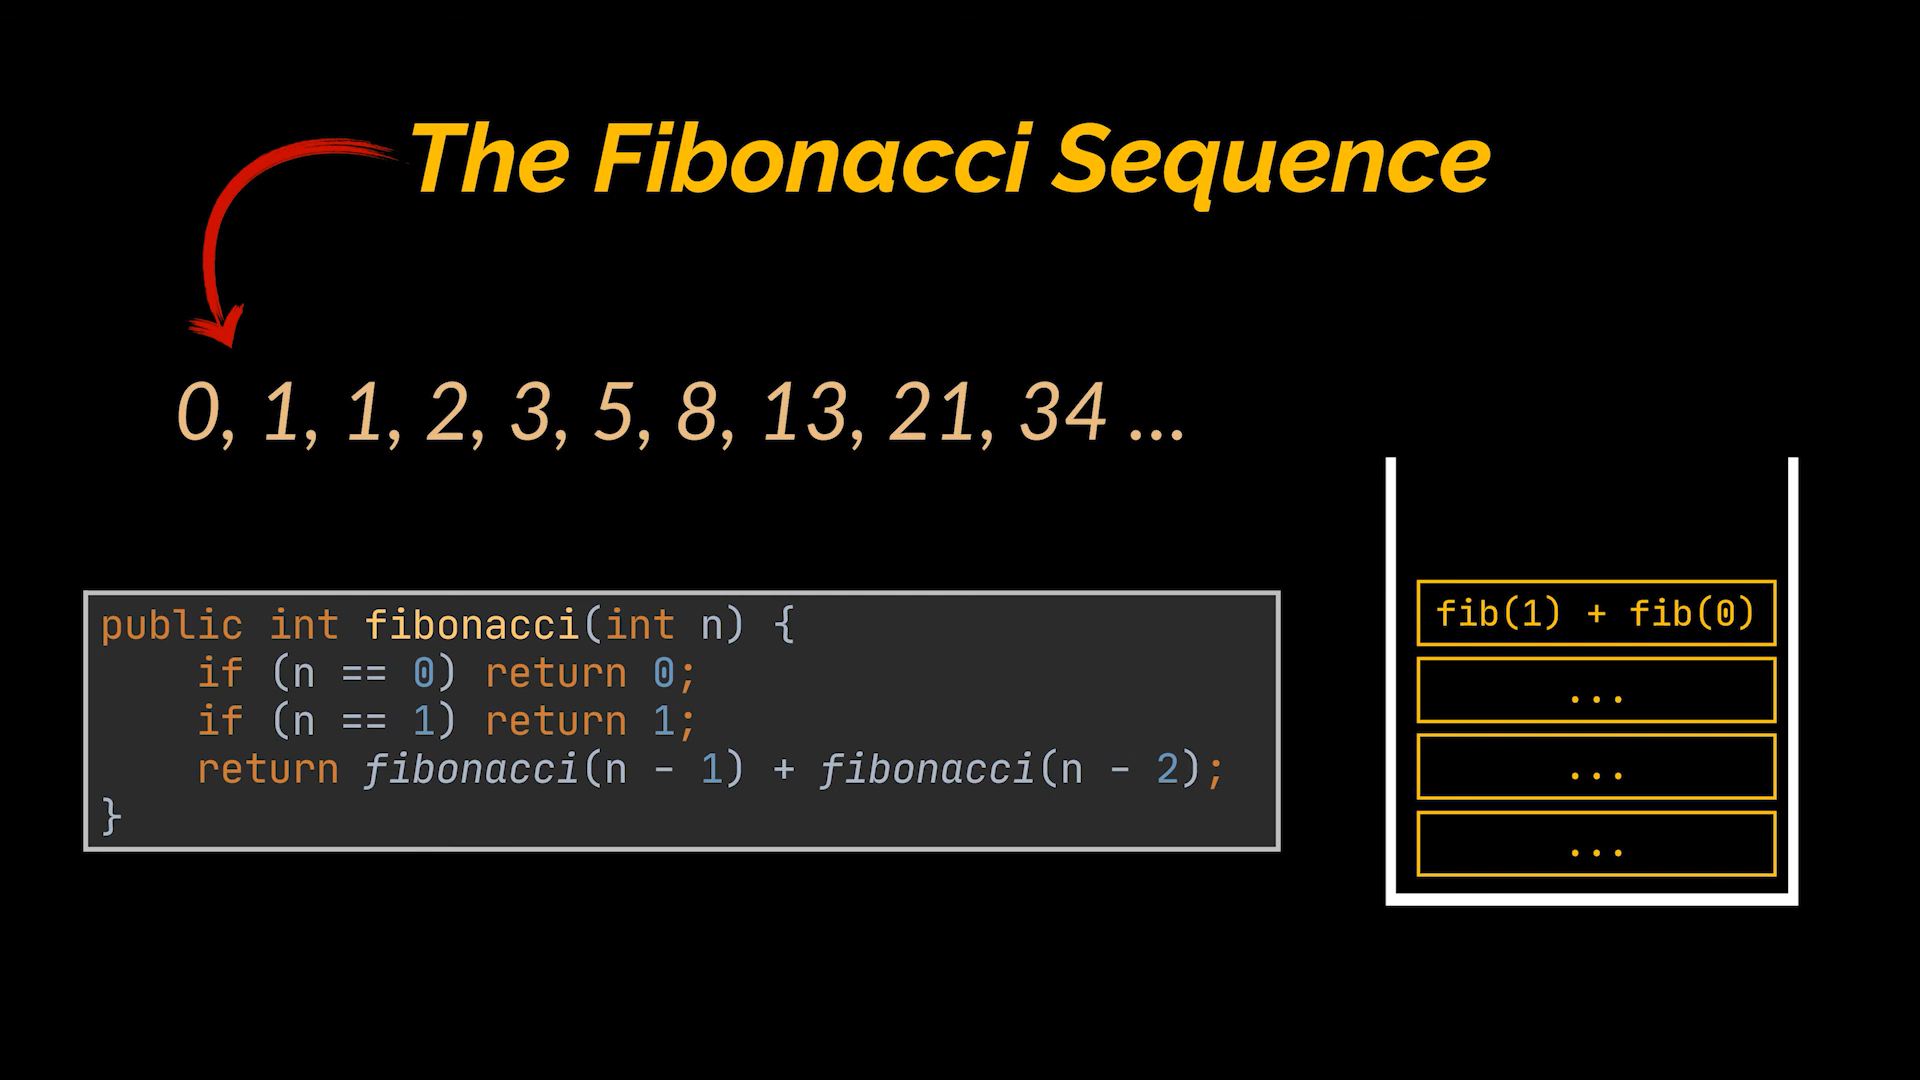 The Fibonacci Sequence
0, 1, 1, 2, 3, 5, 8, 13, 21, 34 ...
public int fibonacci(int n) {
    if (n == 0) return 0;
    if (n == 1) return 1;
    return fibonacci(n - 1) + fibonacci(n - 2);
}
fib(1) + fib(0)
...
...
...